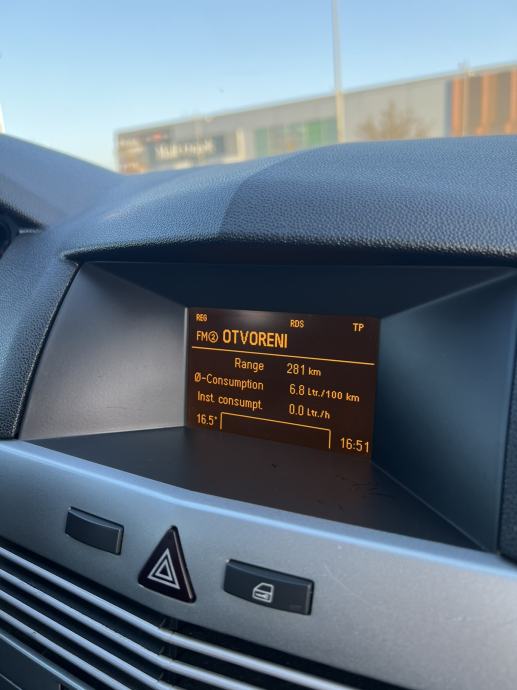 REG RDS TP
FM② OTVORENI
Range 281 km
Ø-Consumption 6.8 Ltr./100 km
Inst. consumpt. 0.0 Ltr./h
16.5° 16:51